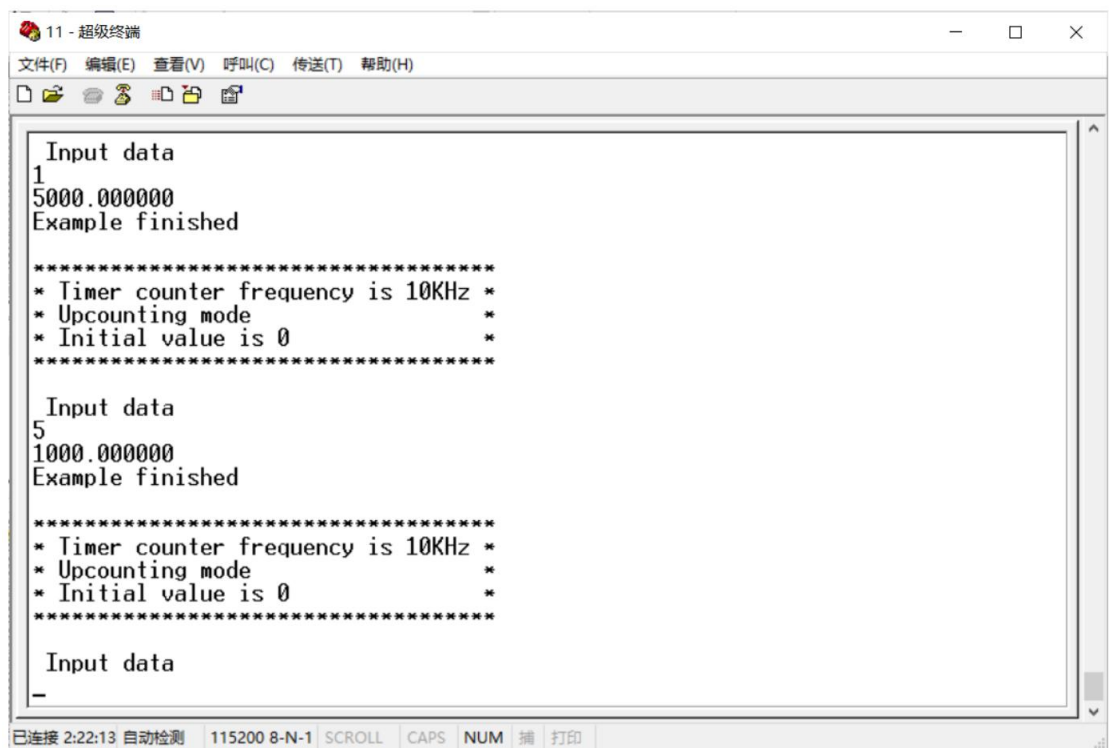 11 - 超级终端
文件(F) 编辑(E) 查看(V) 呼叫(C) 传送(T) 帮助(H)
Input data
1
5000.000000
Example finished
************************************
* Timer counter frequency is 10KHz *
* Upcounting mode *
* Initial value is 0 *
************************************
Input data
5
1000.000000
Example finished
************************************
* Timer counter frequency is 10KHz *
* Upcounting mode *
* Initial value is 0 *
************************************
Input data
_
已连接 2:22:13 自动检测 115200 8-N-1 SCROLL CAPS NUM 捕 打印